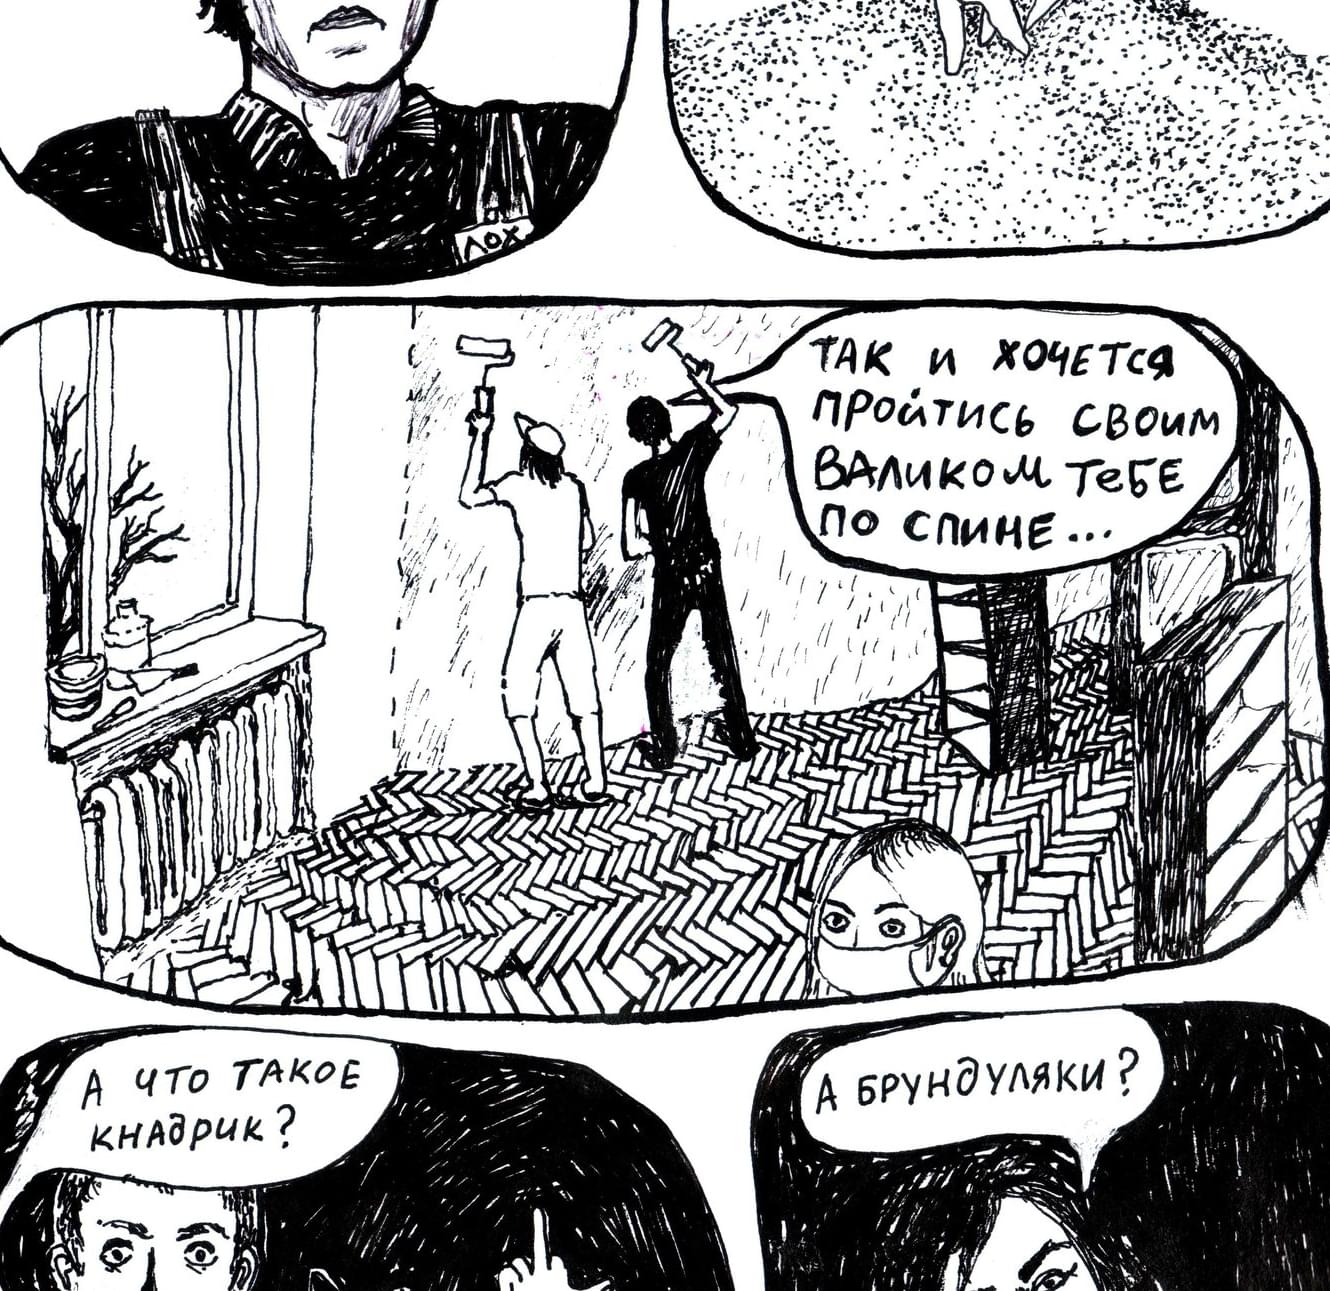 ЛОХ
ТАК И ХОЧЕТСЯ
ПРОЙТИСЬ СВОИМ
ВАЛИКОМ ТЕБЕ
ПО СПИНЕ...
А ЧТО ТАКОЕ
КНАДРИК?
А БРУНДУЛЯКИ?